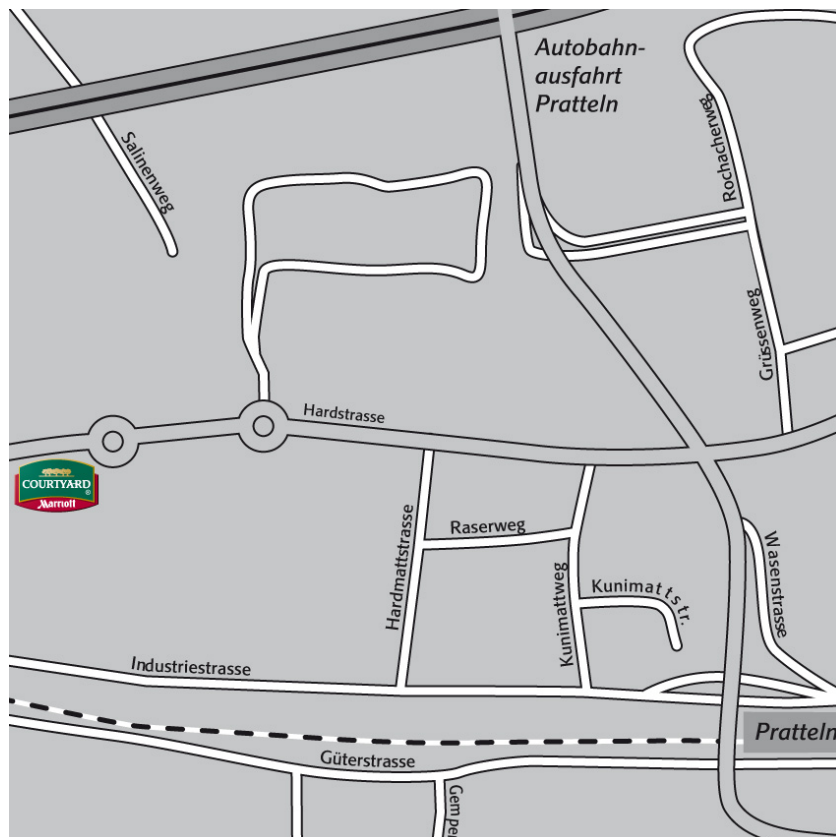 Autobahn-
ausfahrt
Pratteln
Salinenweg
Rochacherweg
Grüssenweg
Hardstrasse
COURTYARD
®
Marriott
Hardmattstrasse
Raserweg
Kunimattweg
Kunimattstr.
Wasenstrasse
Industriestrasse
Pratteln
Güterstrasse